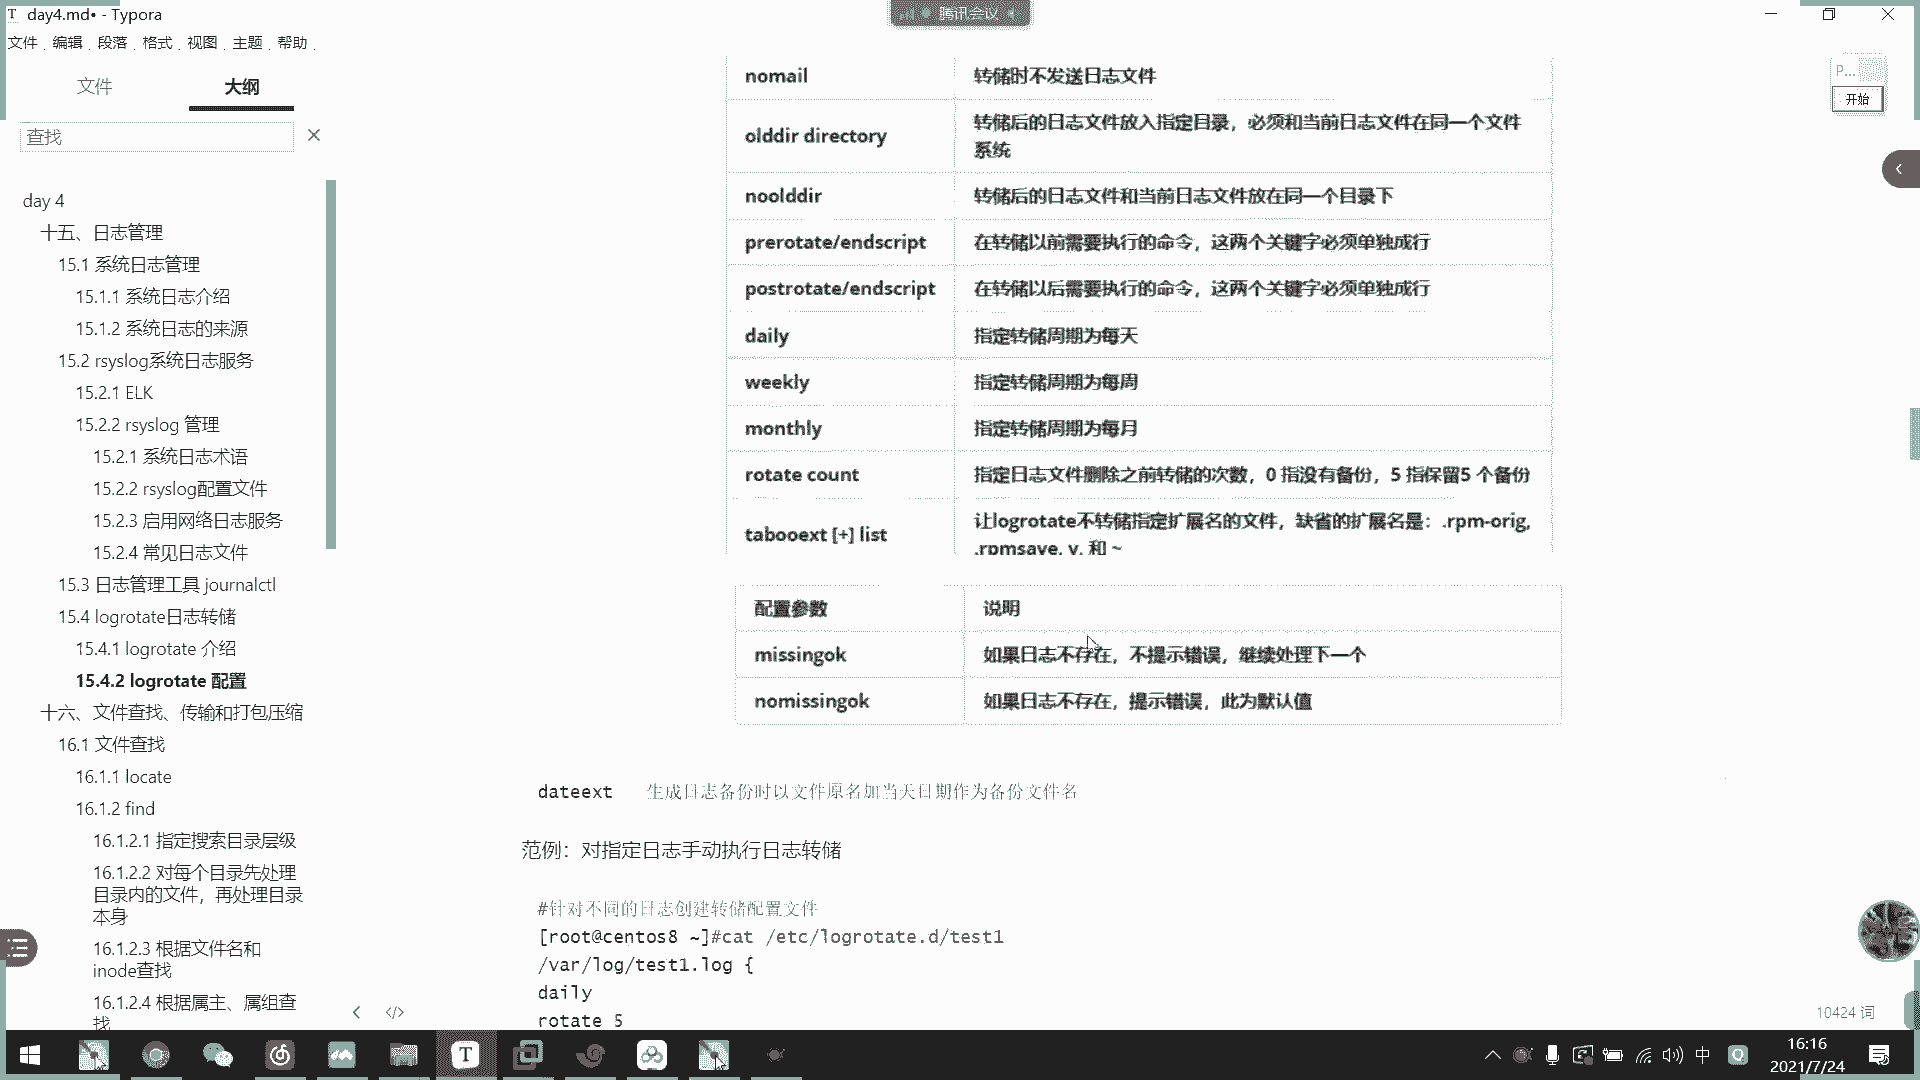 day4.md• - Typora
腾讯会议
文件 编辑 段落 格式 视图 主题 帮助
文件
大纲
查找
day 4
十五、日志管理
15.1 系统日志管理
15.1.1 系统日志介绍
15.1.2 系统日志的来源
15.2 rsyslog系统日志服务
15.2.1 ELK
15.2.2 rsyslog 管理
15.2.1 系统日志术语
15.2.2 rsyslog配置文件
15.2.3 启用网络日志服务
15.2.4 常见日志文件
15.3 日志管理工具 journalctl
15.4 logrotate日志转储
15.4.1 logrotate 介绍
15.4.2 logrotate 配置
十六、文件查找、传输和打包压缩
16.1 文件查找
16.1.1 locate
16.1.2 find
16.1.2.1 指定搜索目录层级
16.1.2.2 对每个目录先处理
目录内的文件，再处理目录
本身
16.1.2.3 根据文件名和
inode查找
16.1.2.4 根据属主、属组查
找
nomail 转储时不发送日志文件
olddir directory 转储后的日志文件放入指定目录，必须和当前日志文件在同一个文件
系统
noolddir 转储后的日志文件和当前日志文件放在同一个目录下
prerotate/endscript 在转储以前需要执行的命令，这两个关键字必须单独成行
postrotate/endscript 在转储以后需要执行的命令，这两个关键字必须单独成行
daily 指定转储周期为每天
weekly 指定转储周期为每周
monthly 指定转储周期为每月
rotate count 指定日志文件删除之前转储的次数，0 指没有备份，5 指保留5 个备份
tabooext [+] list 让logrotate不转储指定扩展名的文件，缺省的扩展名是：.rpm-orig,
.rpmsave, v, 和 ~
配置参数 说明
missingok 如果日志不存在，不提示错误，继续处理下一个
nomissingok 如果日志不存在，提示错误，此为默认值
dateext 生成日志备份时以文件原名加当天日期作为备份文件名
范例：对指定日志手动执行日志转储
#针对不同的日志创建转储配置文件
[root@centos8 ~]#cat /etc/logrotate.d/test1
/var/log/test1.log {
daily
rotate 5
P...
开始
10424 词
中
16:16
2021/7/24